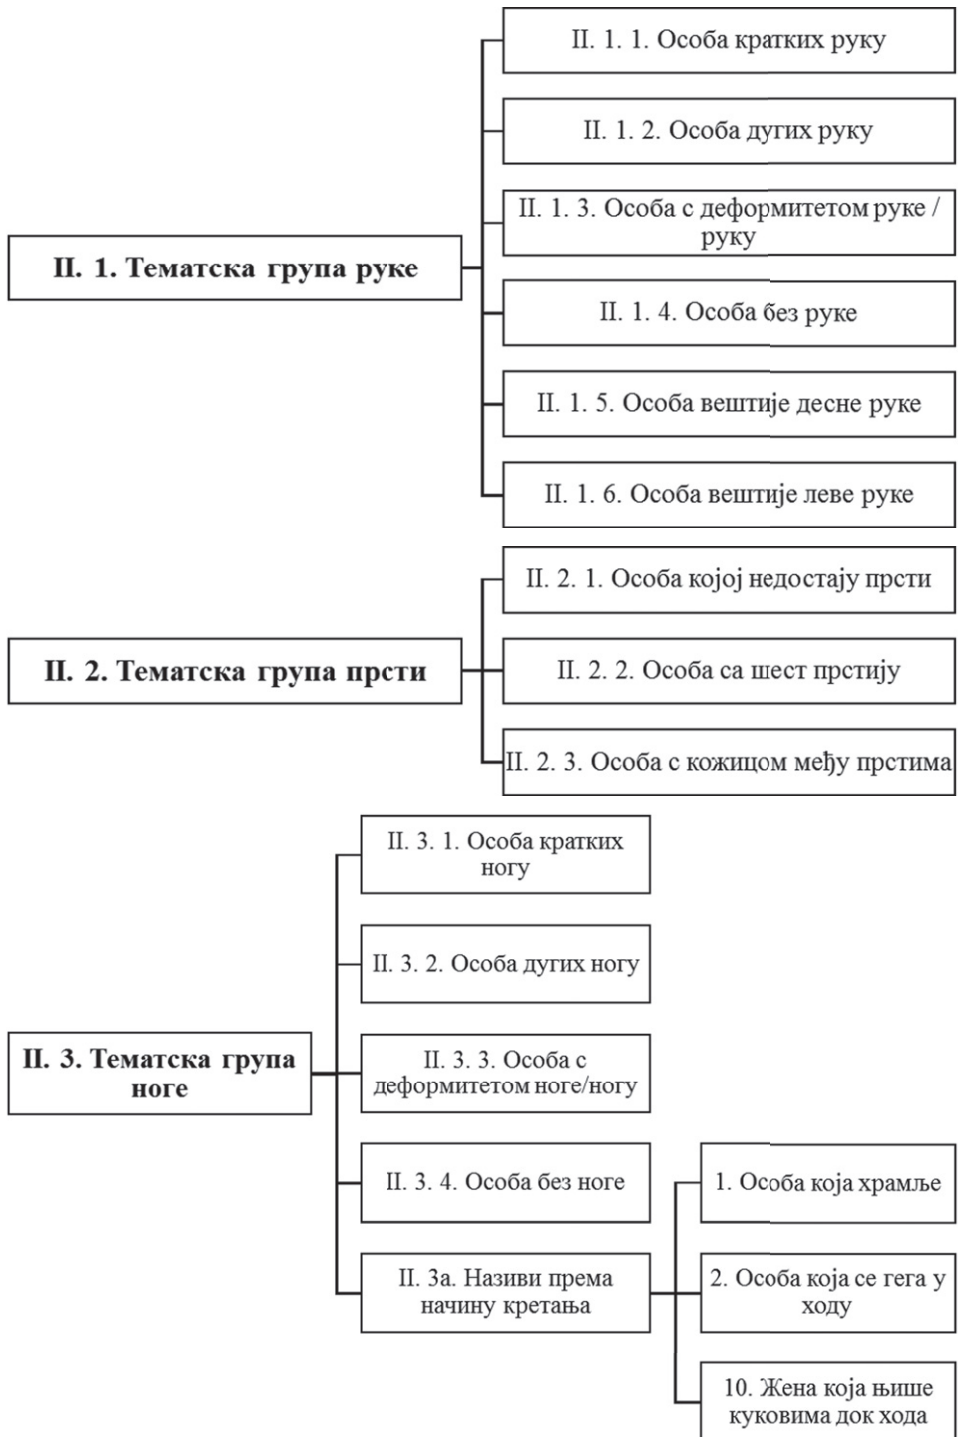 II. 1. Тематска група руке
II. 1. 1. Особа кратких руку
II. 1. 2. Особа дугих руку
II. 1. 3. Особа с деформитетом руке /
руку
II. 1. 4. Особа без руке
II. 1. 5. Особа вештије десне руке
II. 1. 6. Особа вештије леве руке
II. 2. Тематска група прсти
II. 2. 1. Особа којој недостају прсти
II. 2. 2. Особа са шест прстију
II. 2. 3. Особа с кожицом међу прстима
II. 3. Тематска група
ноге
II. 3. 1. Особа кратких
ногу
II. 3. 2. Особа дугих ногу
II. 3. 3. Особа с
деформитетом ноге/ногу
II. 3. 4. Особа без ноге
II. 3а. Називи према
начину кретања
1. Особа која храмље
2. Особа која се гега у
ходу
10. Жена која њише
куковима док хода